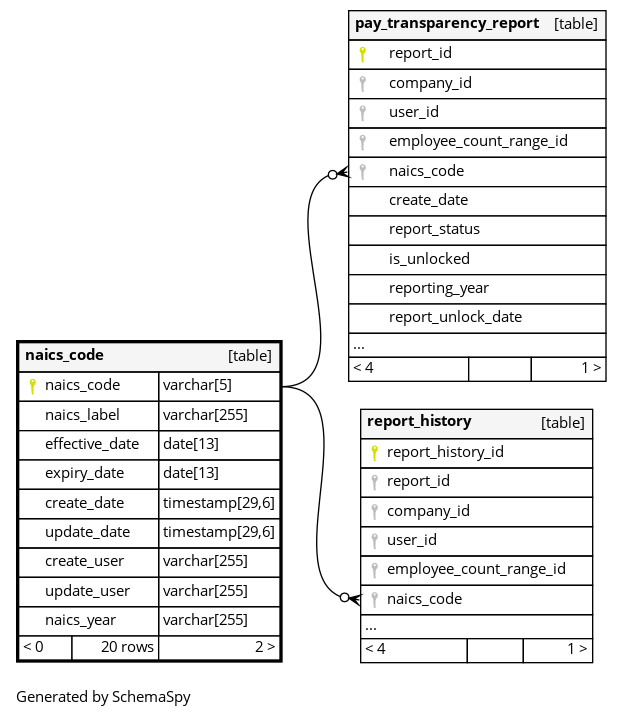 pay_transparency_report [table]
report_id
company_id
user_id
employee_count_range_id
naics_code
create_date
report_status
is_unlocked
reporting_year
report_unlock_date
...
< 4 1 >
naics_code [table]
naics_code varchar[5]
naics_label varchar[255]
effective_date date[13]
expiry_date date[13]
create_date timestamp[29,6]
update_date timestamp[29,6]
create_user varchar[255]
update_user varchar[255]
naics_year varchar[255]
< 0 20 rows 2 >
report_history [table]
report_history_id
report_id
company_id
user_id
employee_count_range_id
naics_code
...
< 4 1 >
Generated by SchemaSpy